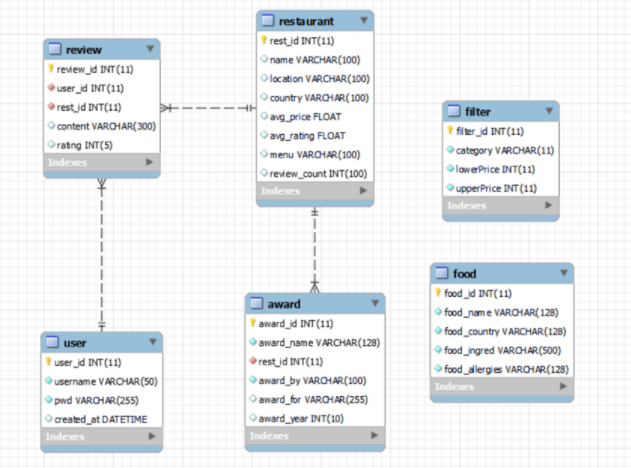 review
review_id INT(11)
user_id INT(11)
rest_id INT(11)
content VARCHAR(300)
rating INT(5)
Indexes
restaurant
rest_id INT(11)
name VARCHAR(100)
location VARCHAR(100)
country VARCHAR(100)
avg_price FLOAT
avg_rating FLOAT
menu VARCHAR(100)
review_count INT(100)
Indexes
filter
filter_id INT(11)
category VARCHAR(11)
lowerPrice INT(11)
upperPrice INT(11)
Indexes
user
user_id INT(11)
username VARCHAR(50)
pwd VARCHAR(255)
created_at DATETIME
Indexes
award
award_id INT(11)
award_name VARCHAR(128)
rest_id INT(11)
award_by VARCHAR(100)
award_for VARCHAR(255)
award_year INT(10)
Indexes
food
food_id INT(11)
food_name VARCHAR(128)
food_country VARCHAR(128)
food_ingred VARCHAR(500)
food_allergies VARCHAR(128)
Indexes